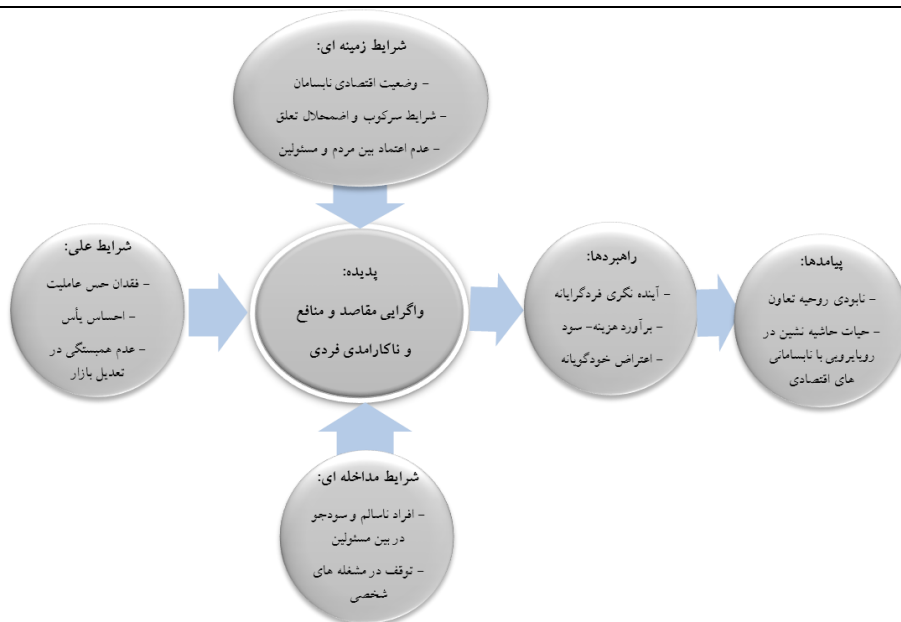 شرایط زمینه ای:
- وضعیت اقتصادی نابسامان
- شرایط سرکوب و اضمحلال تعلق
- عدم اعتماد بین مردم و مسئولین
شرایط علی:
- فقدان حس عاملیت
- احساس یأس
- عدم همبستگی در
تعدیل بازار
پدیده:
واگرایی مقاصد و منافع
و ناکارامدی فردی
راهبردها:
- آینده نگری فردگرایانه
- برآورد هزینه- سود
- اعتراض خودگویانه
پیامدها:
- نابودی روحیه تعاون
- حیات حاشیه نشین در
رویایرویی با نابسامانی
های اقتصادی
شرایط مداخله ای:
- افراد ناسالم و سودجو
در بین مسئولین
- توقف در مشغله های
شخصی